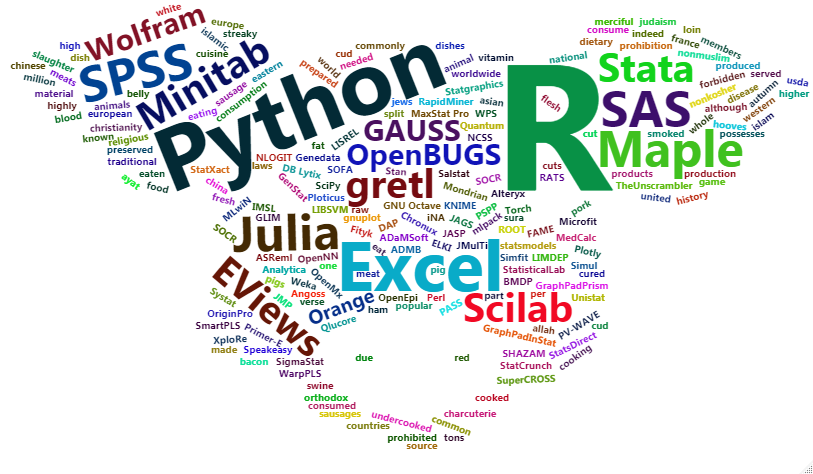 white
europe
Wolfram
islamic
streaky
high
cuisine
dish
chinese
slaughter
SPSS
Minitab
eastern
million
meats
material
belly
highly
animals
blood
european
christianity
known
religious
preserved
traditional
eaten
food
ayat
eating
sausage
consumption
Python
cud
commonly
dishes
world
needed
prepared
animal
vitamin
worldwide
Statgraphics
jews
RapidMiner
asian
split
MaxStat Pro
WPS
GAUSS
Quantum
NCSS
LISREL
fat
OpenBUGS
R
flesh
merciful
judaism
consume
indeed
loin
dietary
prohibition
france
members
nonmuslim
national
Stata
produced
forbidden
served
nonkosher
usda
although
disease
autumn
higher
whole
western
SAS
hooves
islam
possesses
cut
smoked
Maple
cuts
RATS
products
production
TheUnscrambler
game
united
history
StatXact
laws
NLOGIT
Genedata
DB Lytix
SOFA
china
fresh
GenStat
SciPy
Stan
Salstat
gretl
Mondrian
SOCR
Alteryx
MLwiN
IMSL
Ploticus
LIBSVM
raw
GNU Octave
KNIME
PSPP
Torch
pork
GLIM
gnuplot
DAP
Chronux
iNA
JAGS
mlpack
sura
Microfit
SOCR
Julia
Fityk
ADaMSoft
JASP
ROOT
FAME
MedCalc
ASReml
OpenNN
eat
ADMB
ELKI
JMulTi
statsmodels
Plotly
Simfit
LIMDEP
Analytica
one
meat
Excel
pig
StatisticalLab
Simul
cured
EViews
pigs
Weka
OpenMx
BMDP
GraphPadPrism
Systat
JMP
Angoss
verse
Orange
OpenEpi
Perl
PASS
part
per
Unistat
OriginPro
ham
popular
Scilab
SmartPLS
Primer-E
Qlucore
GraphPadInStat
allah
PV-WAVE
cud
XploRe
made
Speakeasy
SHAZAM
StatsDirect
bacon
SigmaStat
due
red
StatCrunch
cooking
WarpPLS
SuperCROSS
swine
orthodox
cooked
consumed
sausages
undercooked
charcuterie
countries
common
prohibited
tons
source